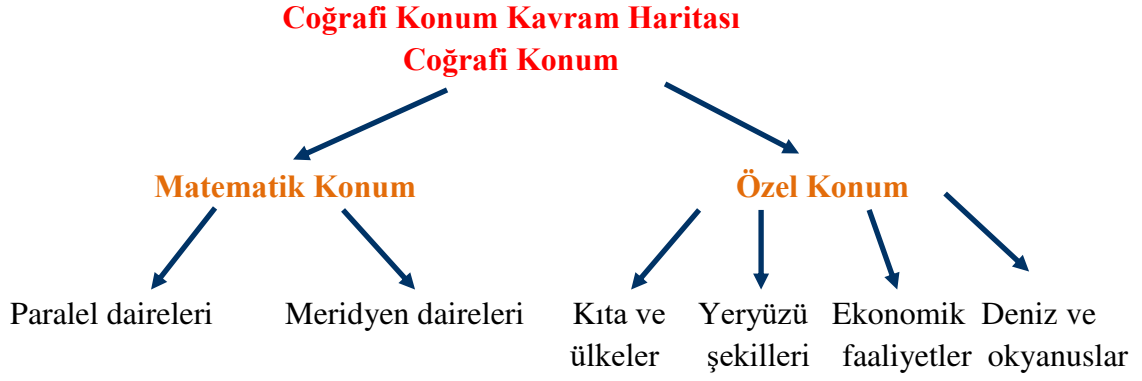 Coğrafi Konum Kavram Haritası
Coğrafi Konum
Matematik Konum
Özel Konum
Paralel daireleri
Meridyen daireleri
Kıta ve
ülkeler
Yeryüzü
şekilleri
Ekonomik
faaliyetler
Deniz ve
okyanuslar